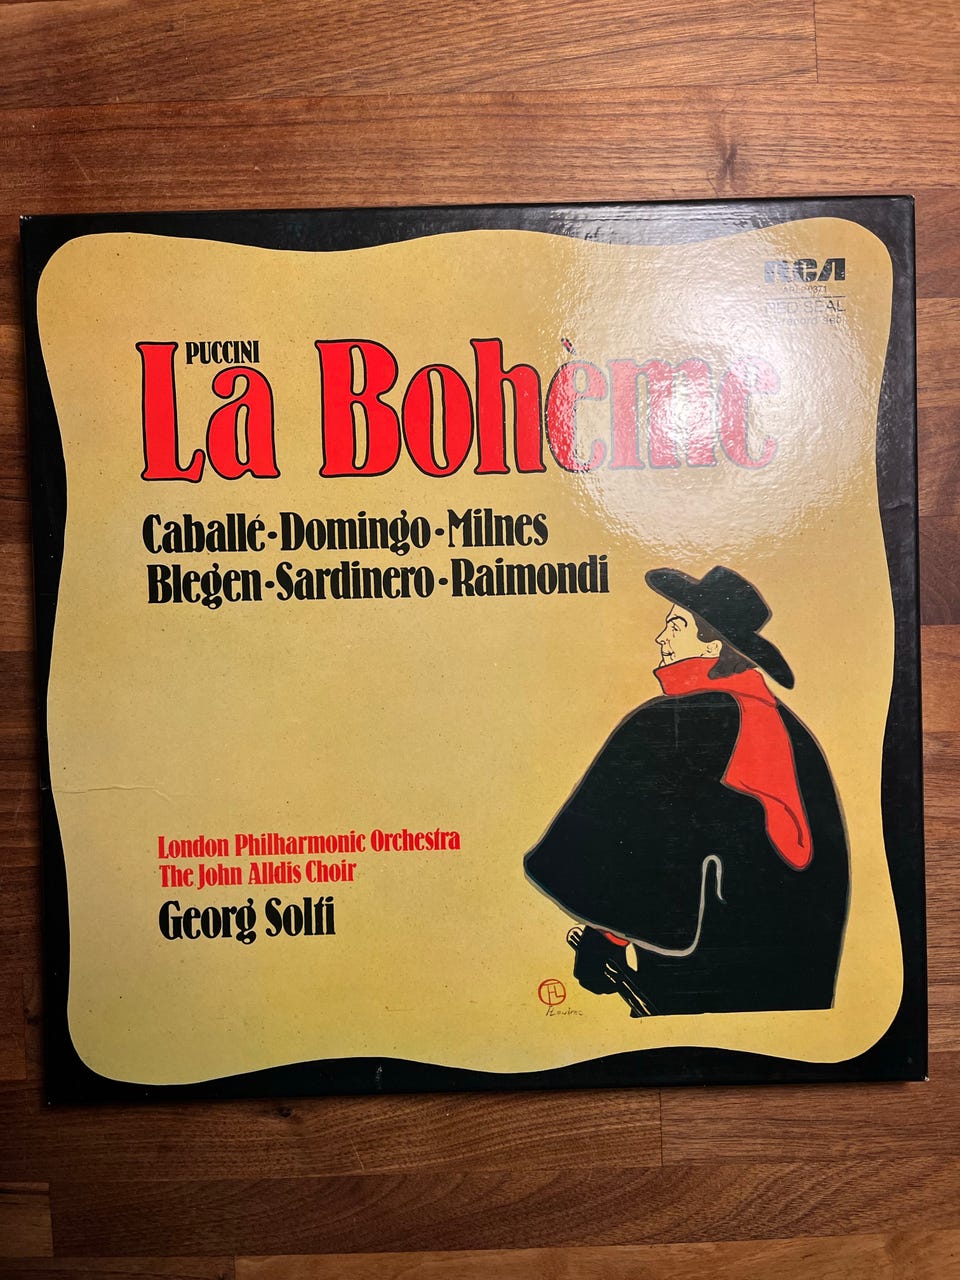 RCA
RED SEAL
PUCCINI
La Bohème
Caballé·Domingo·Milnes
Blegen·Sardinero·Raimondi
London Philharmonic Orchestra
The John Alldis Choir
Georg Solti